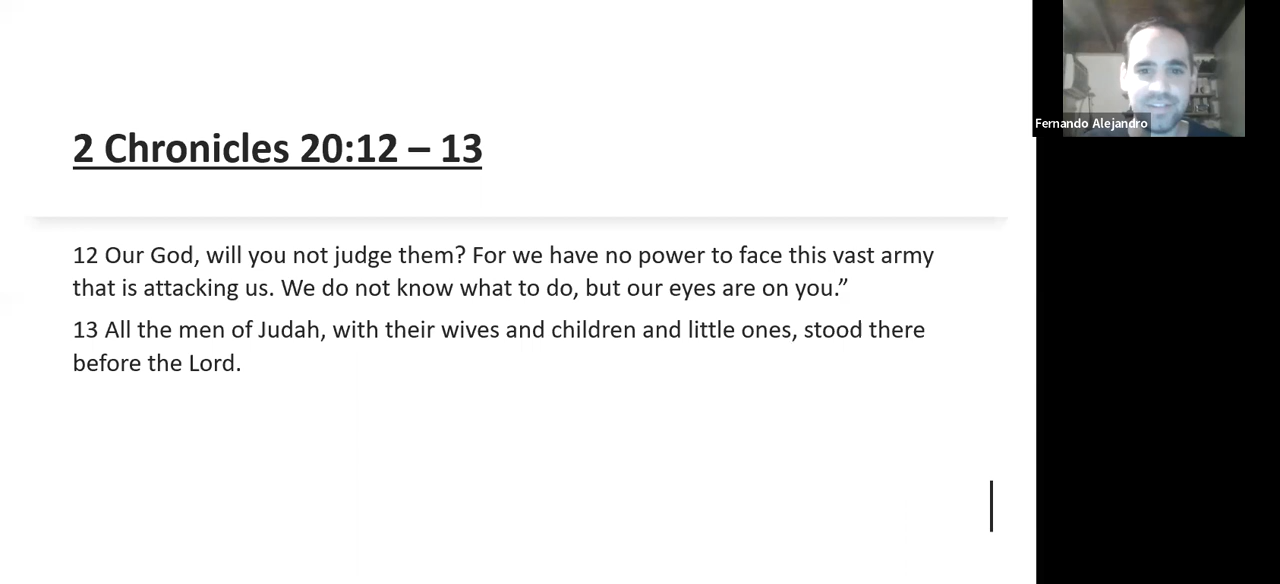 2 Chronicles 20:12 – 13
12 Our God, will you not judge them? For we have no power to face this vast army
that is attacking us. We do not know what to do, but our eyes are on you.”
13 All the men of Judah, with their wives and children and little ones, stood there
before the Lord.
Fernando Alejandro